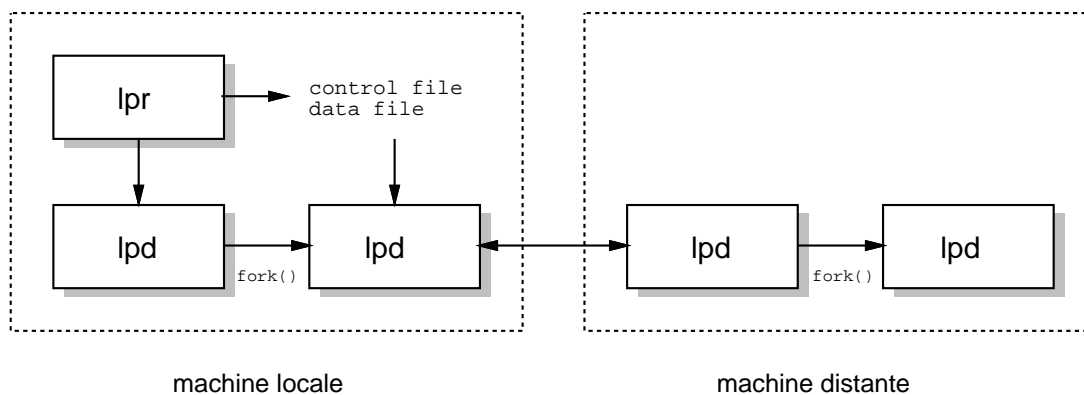 lpr
control file
data file
lpd
fork()
lpd
lpd
fork()
lpd
machine locale
machine distante